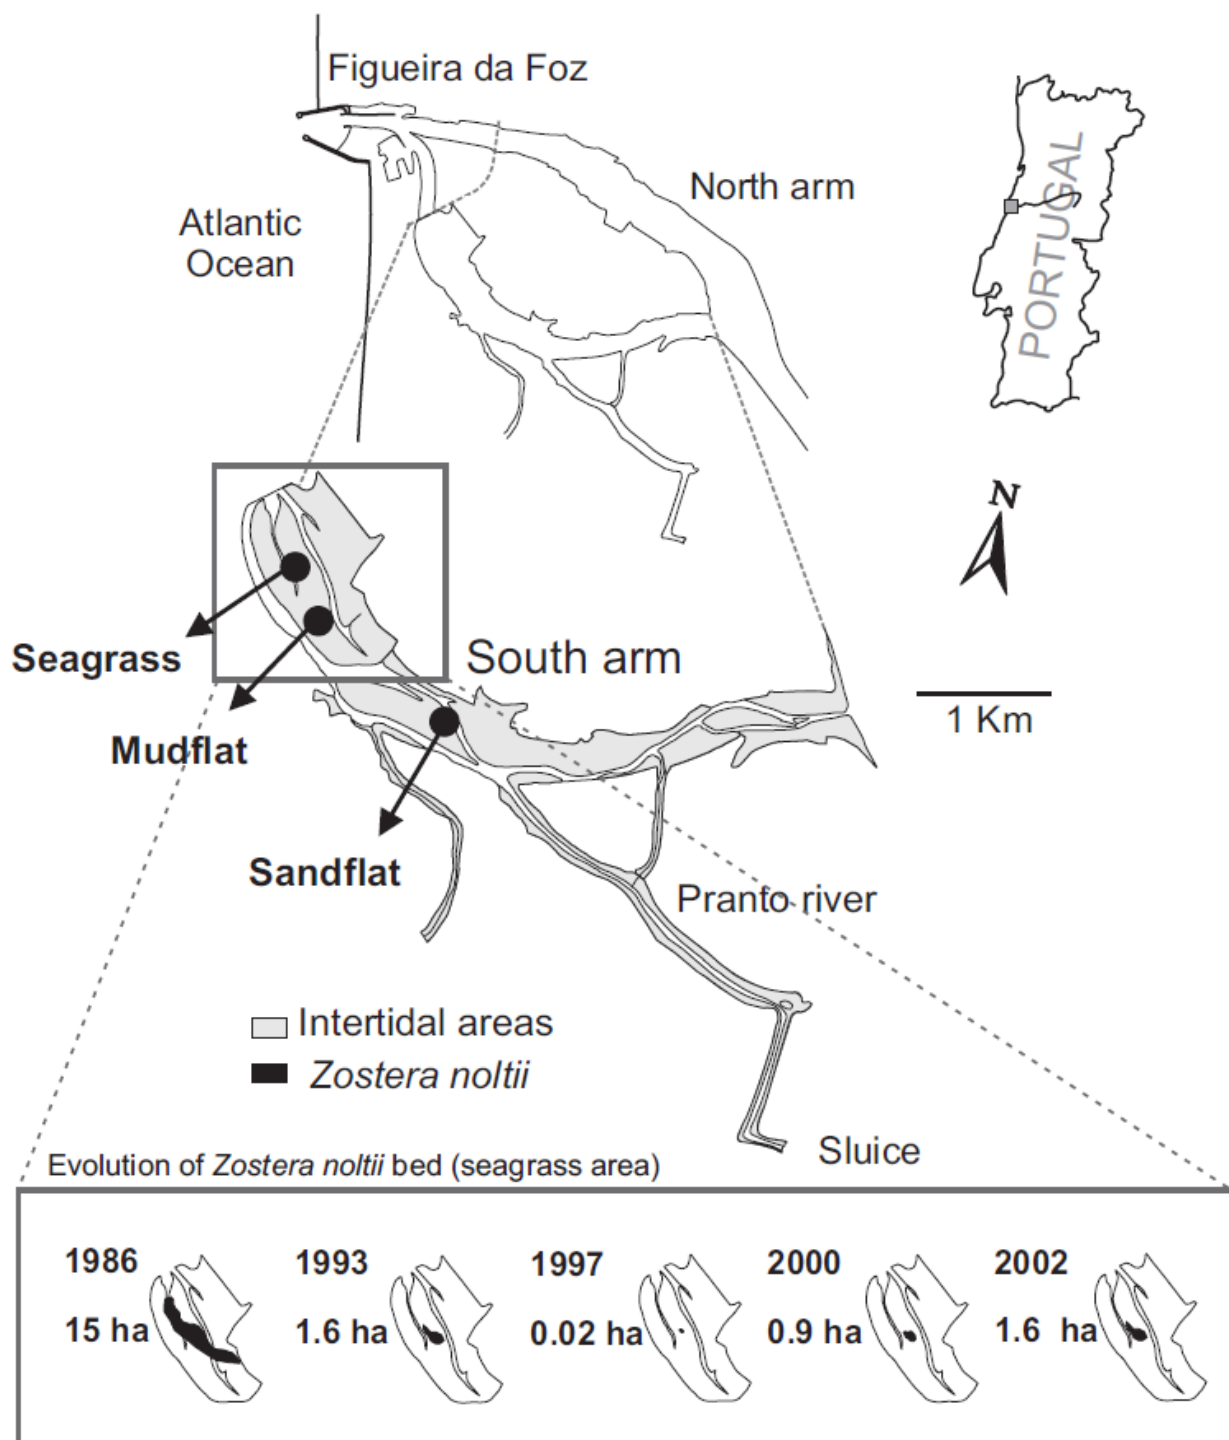 Figueira da Foz
North arm
Atlantic
Ocean
PORTUGAL
N
Seagrass
South arm
1 Km
Mudflat
Sandflat
Pranto river
Intertidal areas
Zostera noltii
Sluice
Evolution of Zostera noltii bed (seagrass area)
1986
15 ha
1993
1.6 ha
1997
0.02 ha
2000
0.9 ha
2002
1.6 ha